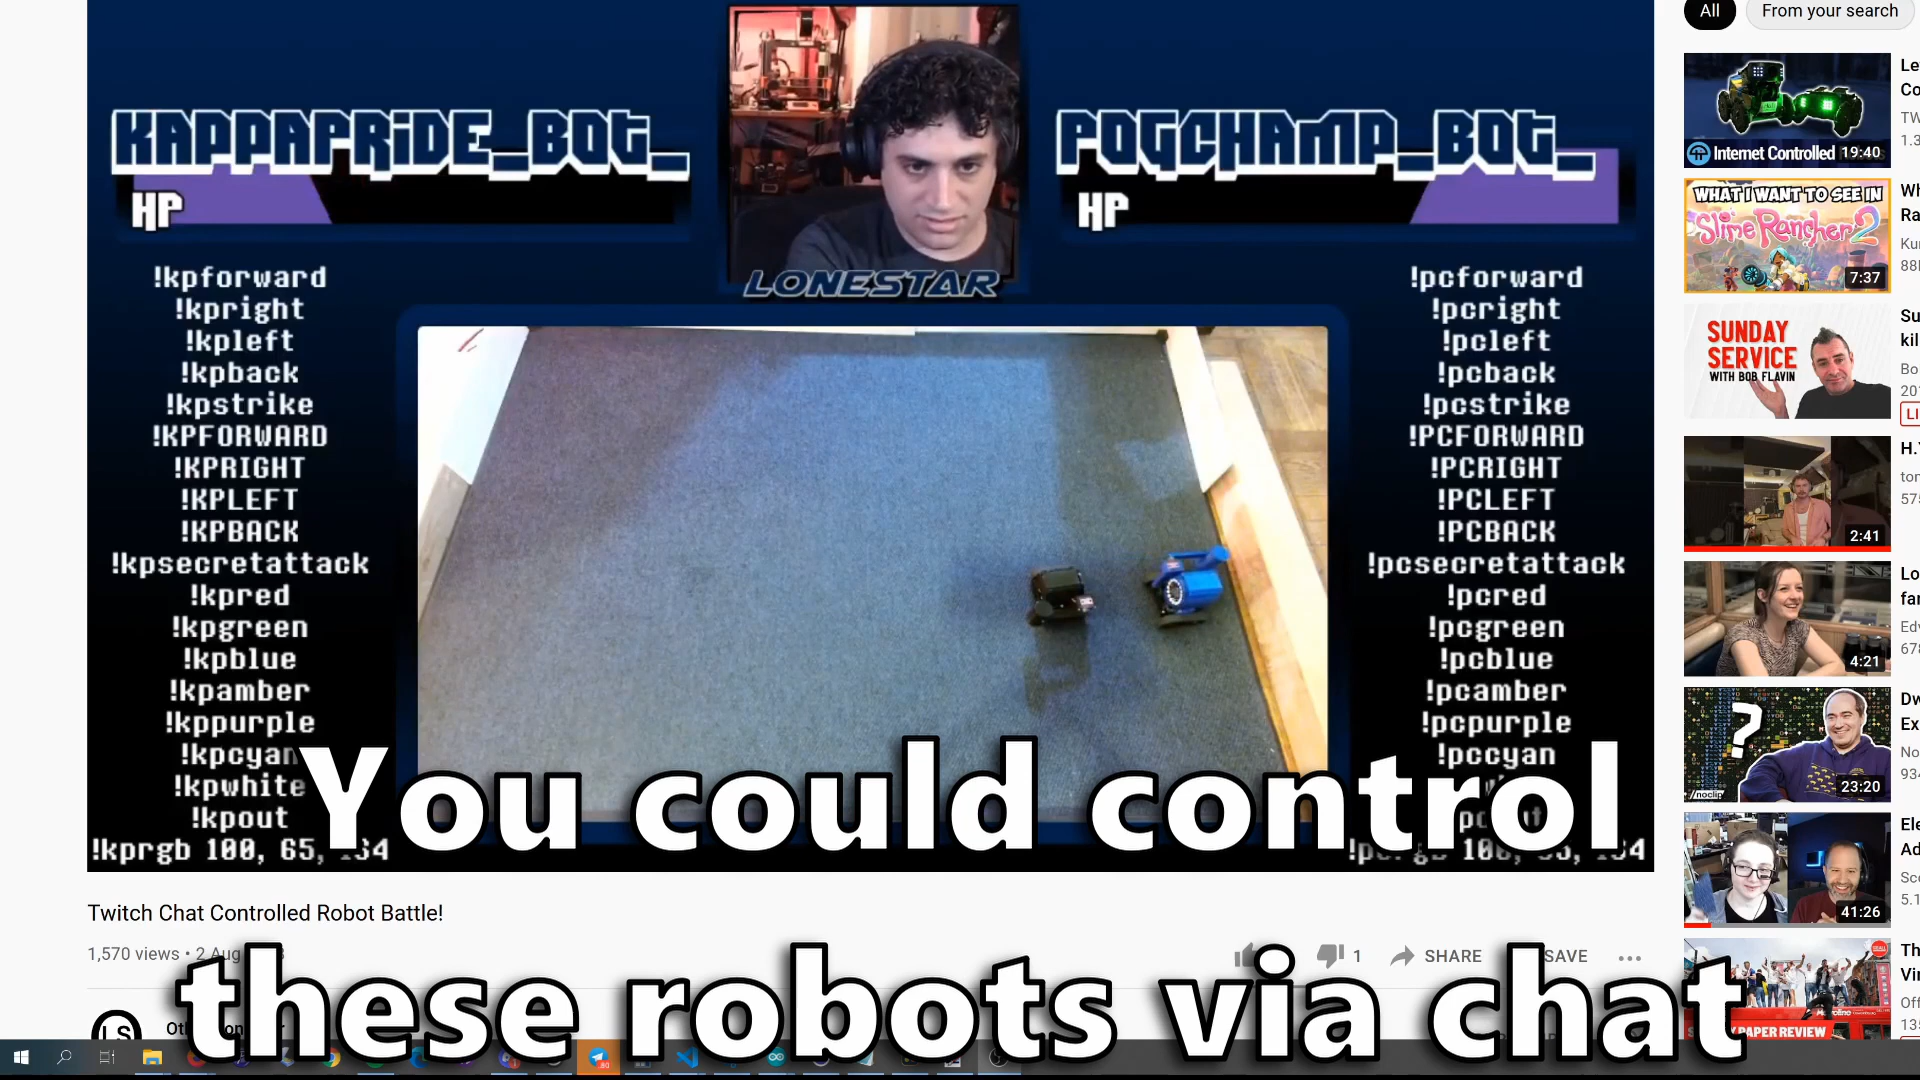 KAPPAPRIDE_BOT_
HP
LONESTAR
POGCHAMP_BOT_
HP
!kpforward
!kpright
!kpleft
!kpback
!kpstrike
!KPFORWARD
!KPRIGHT
!KPLEFT
!KPBACK
!kpsecretattack
!kpred
!kpgreen
!kpblue
!kpamber
!kppurple
!kpcyan
!kpwhite
!kpout
!kprgb 100, 65,
!pcforward
!pcright
!pcleft
!pcback
!pcstrike
!PCFORWARD
!PCRIGHT
!PCLEFT
!PCBACK
!pcsecretattack
!pcred
!pcgreen
!pcblue
!pcamber
!pcpurple
!pccyan
You could control
these robots via chat
Twitch Chat Controlled Robot Battle!
1,570 views • 2 Aug
1
SHARE
SAVE
LS
All
From your search
Internet Controlled
19:40
WHAT I WANT TO SEE IN
Slime Rancher 2
7:37
SUNDAY
SERVICE
WITH BOB FLAVIN
2:41
4:21
?
/noclip
23:20
41:26
PAPER REVIEW